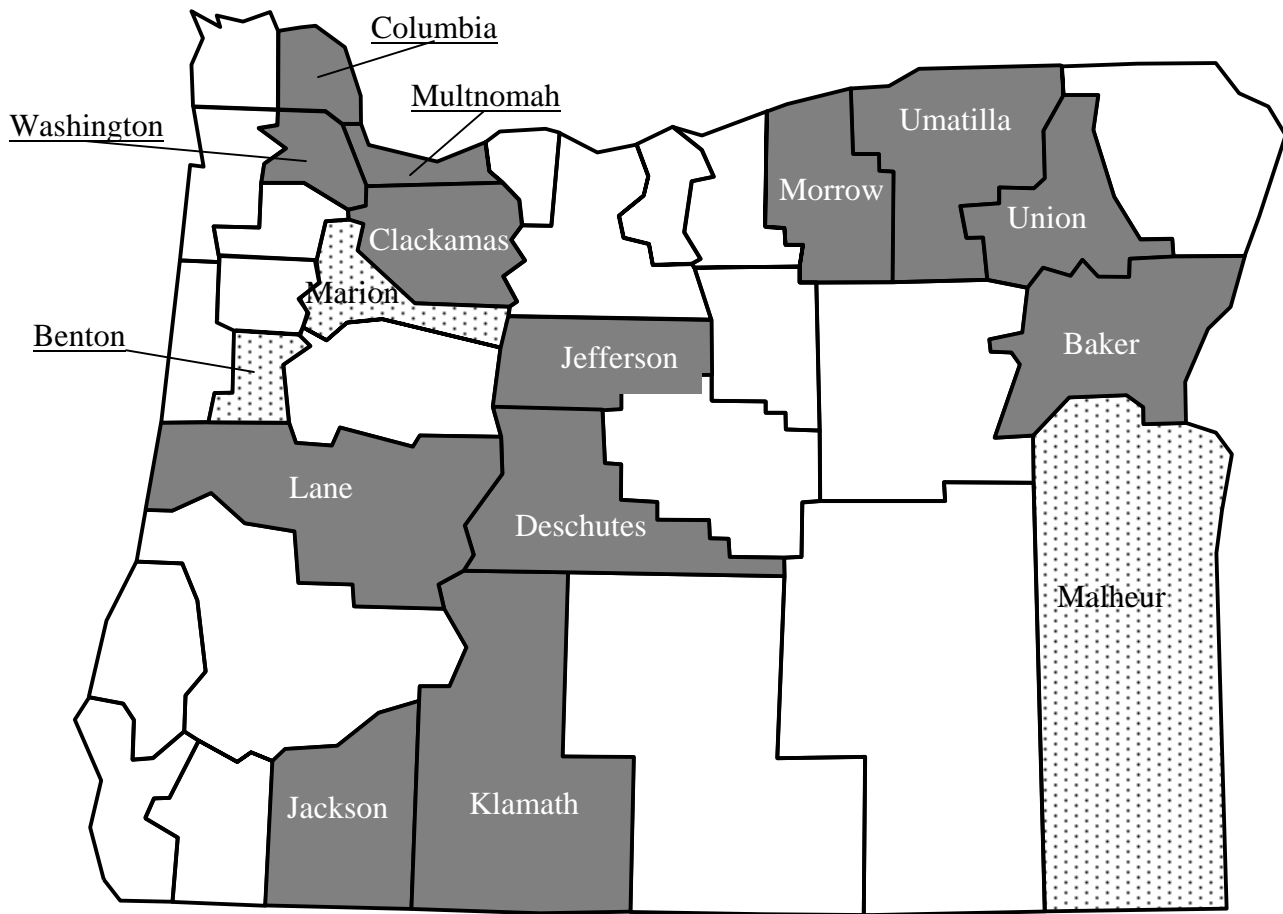 Columbia
Multnomah
Washington
Umatilla
Morrow
Union
Clackamas
Marion
Benton
Jefferson
Baker
Lane
Deschutes
Malheur
Jackson
Klamath